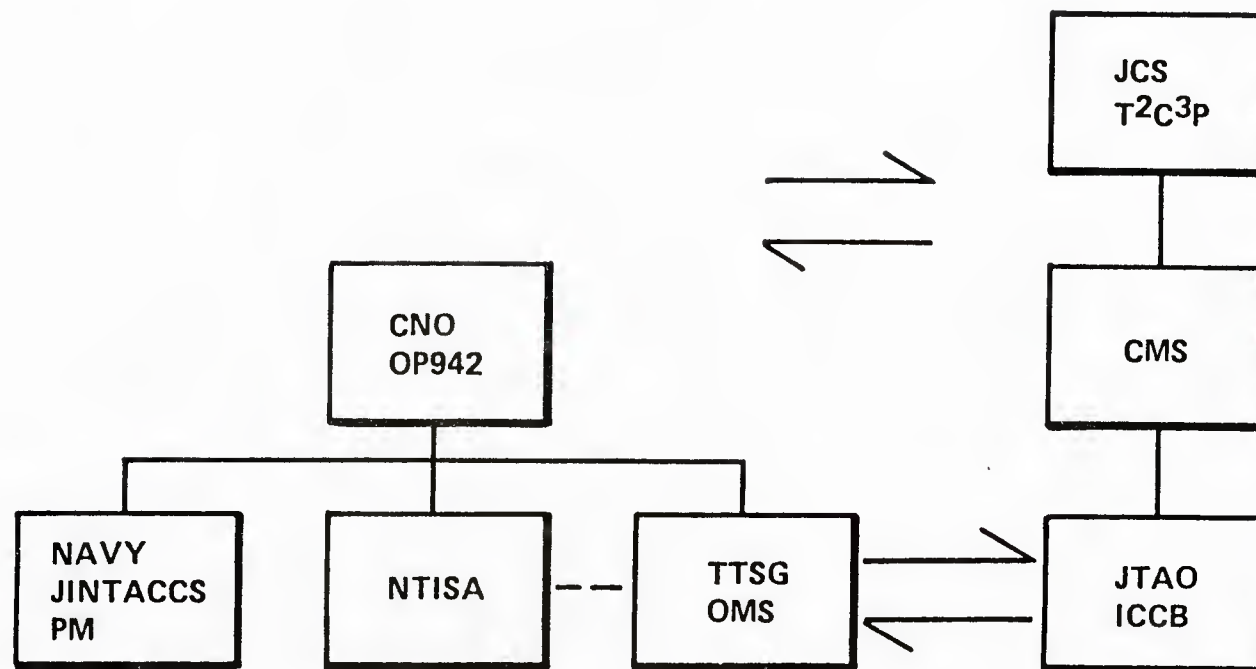 JCS
T²C³P
CNO
OP942
CMS
NAVY
JINTACCS
PM
NTISA
TTSG
OMS
JTAO
ICCB